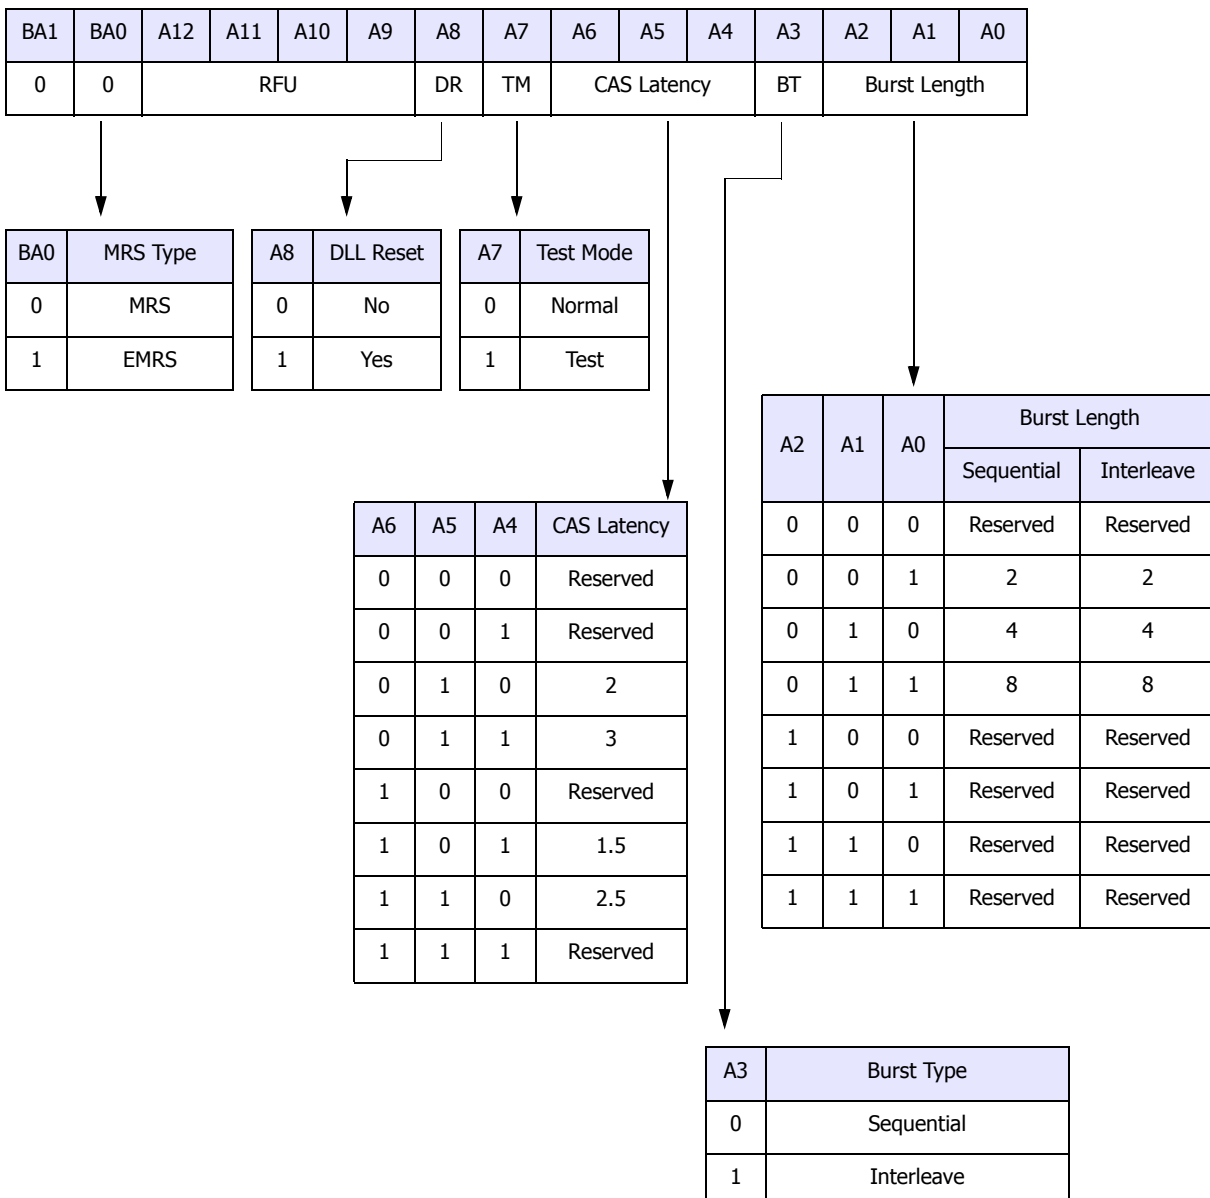 BA1 BA0 A12 A11 A10 A9 A8 A7 A6 A5 A4 A3 A2 A1 A0
0 0 RFU DR TM CAS Latency BT Burst Length
BA0 MRS Type
0 MRS
1 EMRS
A8 DLL Reset
0 No
1 Yes
A7 Test Mode
0 Normal
1 Test
A6 A5 A4 CAS Latency
0 0 0 Reserved
0 0 1 Reserved
0 1 0 2
0 1 1 3
1 0 0 Reserved
1 0 1 1.5
1 1 0 2.5
1 1 1 Reserved
A2 A1 A0 Burst Length
Sequential Interleave
0 0 0 Reserved Reserved
0 0 1 2 2
0 1 0 4 4
0 1 1 8 8
1 0 0 Reserved Reserved
1 0 1 Reserved Reserved
1 1 0 Reserved Reserved
1 1 1 Reserved Reserved
A3 Burst Type
0 Sequential
1 Interleave